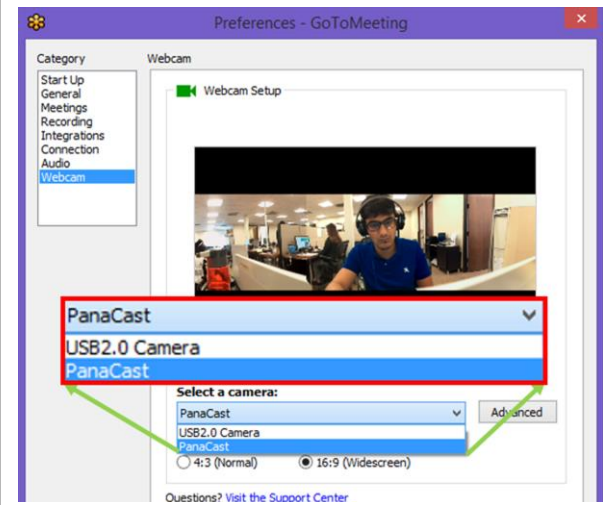 Preferences - GoToMeeting
Category
Webcam
Start Up
General
Meetings
Recording
Integrations
Connection
Audio
Webcam
Webcam Setup
PanaCast
USB2.0 Camera
PanaCast
Select a camera:
PanaCast
Advanced
USB2.0 Camera
PanaCast
4:3 (Normal)
16:9 (Widescreen)
Questions? Visit the Support Center